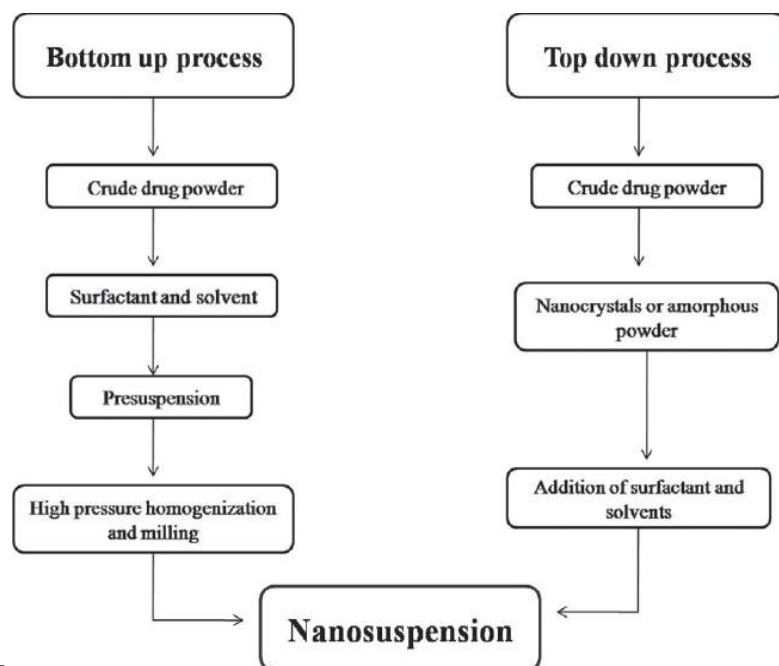 Bottom up process
Crude drug powder
Surfactant and solvent
Presuspension
High pressure homogenization
and milling
Top down process
Crude drug powder
Nanocrystals or amorphous
powder
Addition of surfactant and
solvents
Nanosuspension